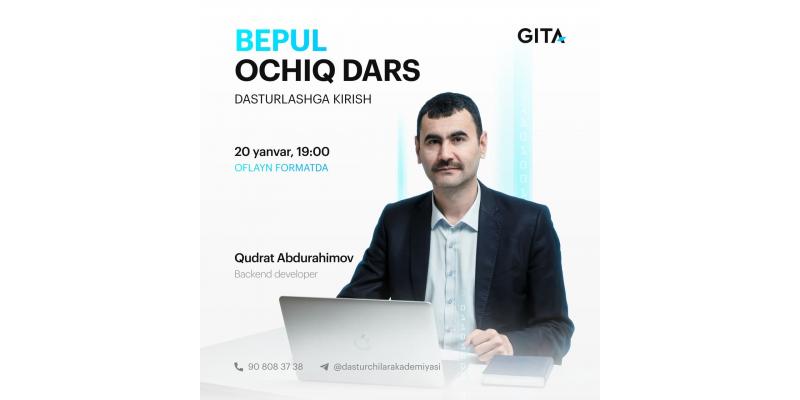 BEPUL
GITA
OCHIQ DARS
DASTURLASHGA KIRISH
20 yanvar, 19:00
OFLAYN FORMATDA
Qudrat Abdurahimov
Backend developer
90 808 37 38
@dasturchilarakademiyasi